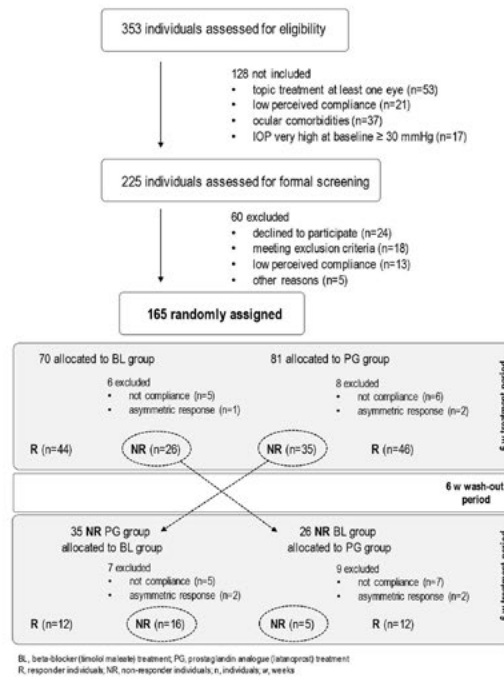 353 individuals assessed for eligibility
128 not included
• topic treatment at least one eye (n=53)
• low perceived compliance (n=21)
• ocular comorbidities (n=37)
• IOP very high at baseline ≥ 30 mmHg (n=17)
225 individuals assessed for formal screening
60 excluded
• declined to participate (n=24)
• meeting exclusion criteria (n=18)
• low perceived compliance (n=13)
• other reasons (n=5)
165 randomly assigned
70 allocated to BL group
81 allocated to PG group
6 excluded
• not compliance (n=5)
• asymmetric response (n=1)
8 excluded
• not compliance (n=6)
• asymmetric response (n=2)
R (n=44)
NR (n=26)
NR (n=35)
R (n=46)
6 w treatment period
6 w wash-out
period
35 NR PG group
allocated to BL group
26 NR BL group
allocated to PG group
7 excluded
• not compliance (n=5)
• asymmetric response (n=2)
9 excluded
• not compliance (n=7)
• asymmetric response (n=2)
R (n=12)
NR (n=16)
NR (n=5)
R (n=12)
6 w treatment period
BL, beta-blocker (timolol maleate) treatment; PG, prostaglandin analogue (latanoprost) treatment
R, responder individuals; NR, non-responder individuals; n, individuals; w, weeks